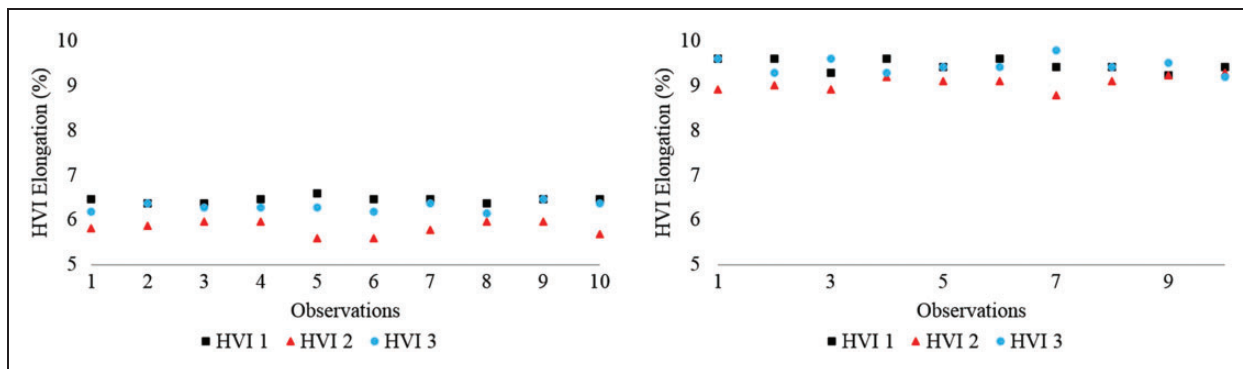 HVI Elongation (%)
10
9
8
7
6
5
1 2 3 4 5 6 7 8 9 10
Observations
HVI 1 HVI 2 HVI 3
HVI Elongation (%)
10
9
8
7
6
5
1 3 5 7 9
Observations
HVI 1 HVI 2 HVI 3